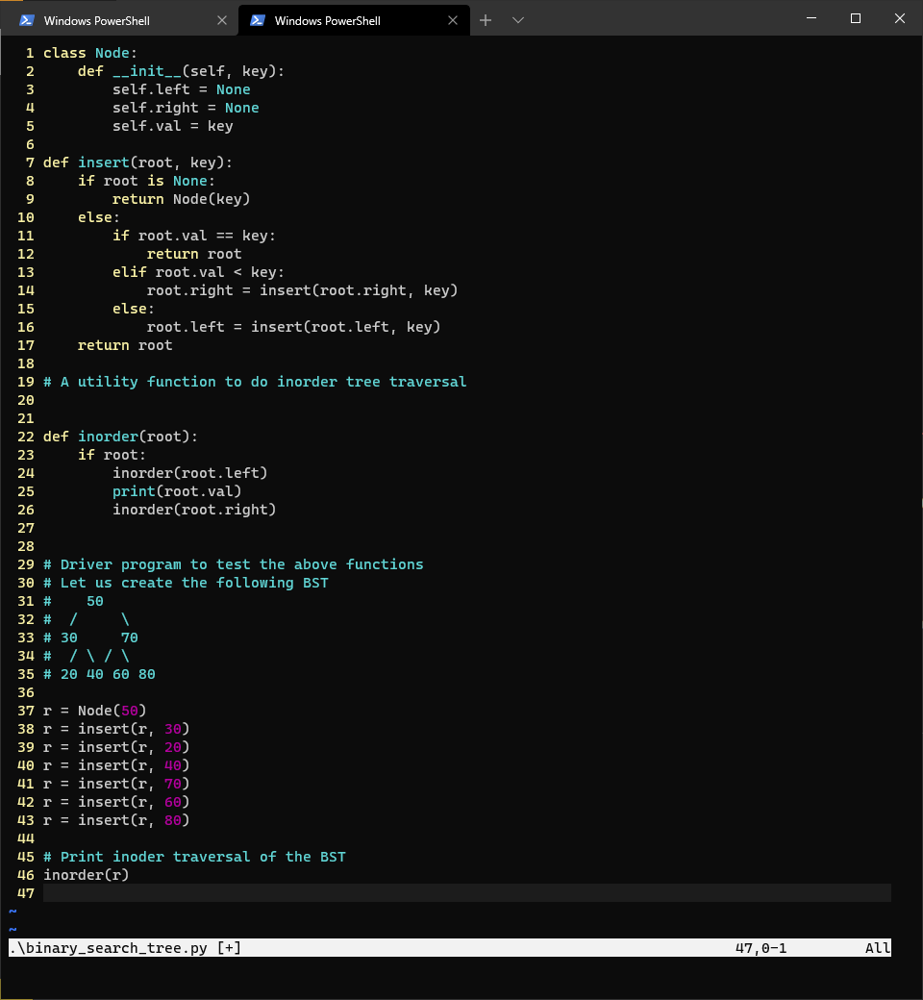 Windows PowerShell Windows PowerShell
1 class Node:
2     def __init__(self, key):
3         self.left = None
4         self.right = None
5         self.val = key
6
7 def insert(root, key):
8     if root is None:
9         return Node(key)
10     else:
11         if root.val == key:
12             return root
13         elif root.val < key:
14             root.right = insert(root.right, key)
15         else:
16             root.left = insert(root.left, key)
17     return root
18
19 # A utility function to do inorder tree traversal
20
21
22 def inorder(root):
23     if root:
24         inorder(root.left)
25         print(root.val)
26         inorder(root.right)
27
28
29 # Driver program to test the above functions
30 # Let us create the following BST
31 #    50
32 #  /     \
33 # 30     70
34 #  / \ / \
35 # 20 40 60 80
36
37 r = Node(50)
38 r = insert(r, 30)
39 r = insert(r, 20)
40 r = insert(r, 40)
41 r = insert(r, 70)
42 r = insert(r, 60)
43 r = insert(r, 80)
44
45 # Print inoder traversal of the BST
46 inorder(r)
47
~
~
.\binary_search_tree.py [+] 47,0-1 All